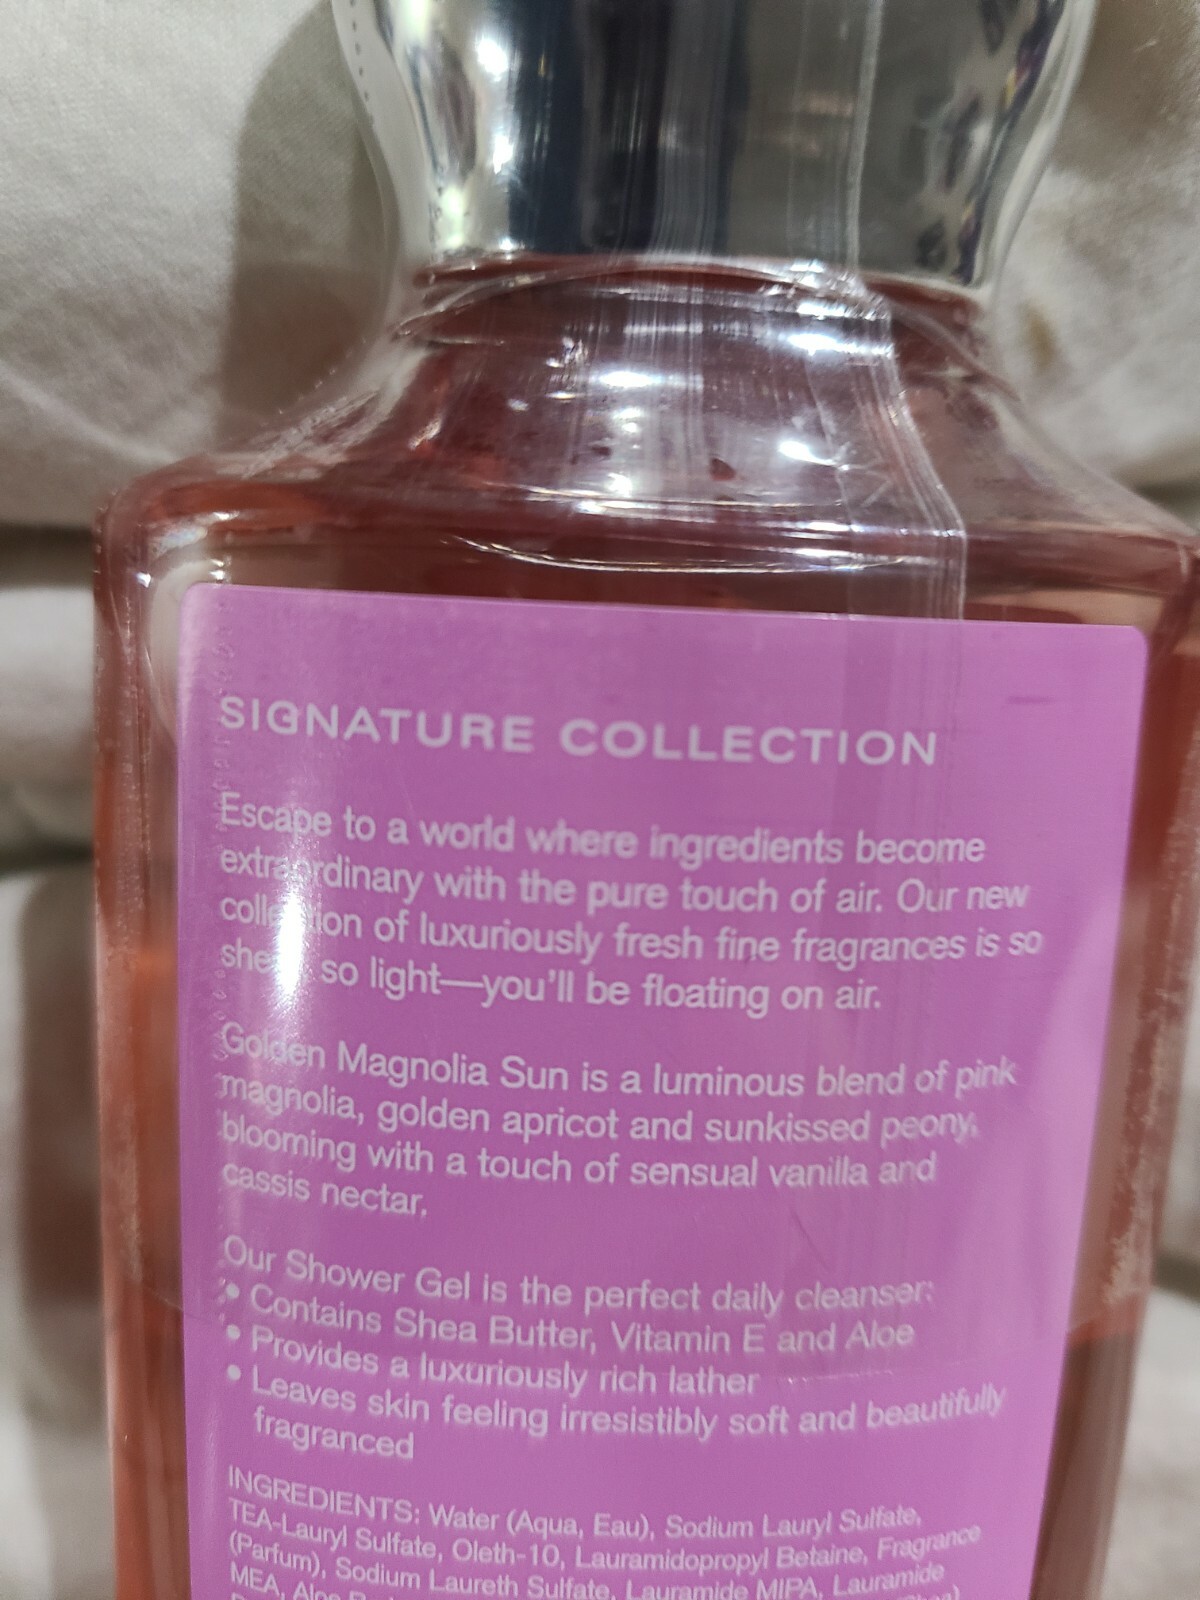 SIGNATURE COLLECTION
Escape to a world where ingredients become
extraordinary with the pure touch of air. Our new
collection of luxuriously fresh fine fragrances is so
so light—you'll be floating on air.
Golden Magnolia Sun is a luminous blend of pink
magnolia, golden apricot and sunkissed peony,
blooming with a touch of sensual vanilla and
cassis nectar.
Our Shower Gel is the perfect daily cleanser:
• Contains Shea Butter, Vitamin E and Aloe
• Provides a luxuriously rich lather
• Leaves skin feeling irresistibly soft and beautifully
fragranced
INGREDIENTS: Water (Aqua, Eau), Sodium Lauryl Sulfate,
TEA-Lauryl Sulfate, Oleth-10, Lauramidopropyl Betaine, Fragrance
(Parfum), Sodium Laureth Sulfate, Lauramide MIPA, Lauramide
MEA, Aloe